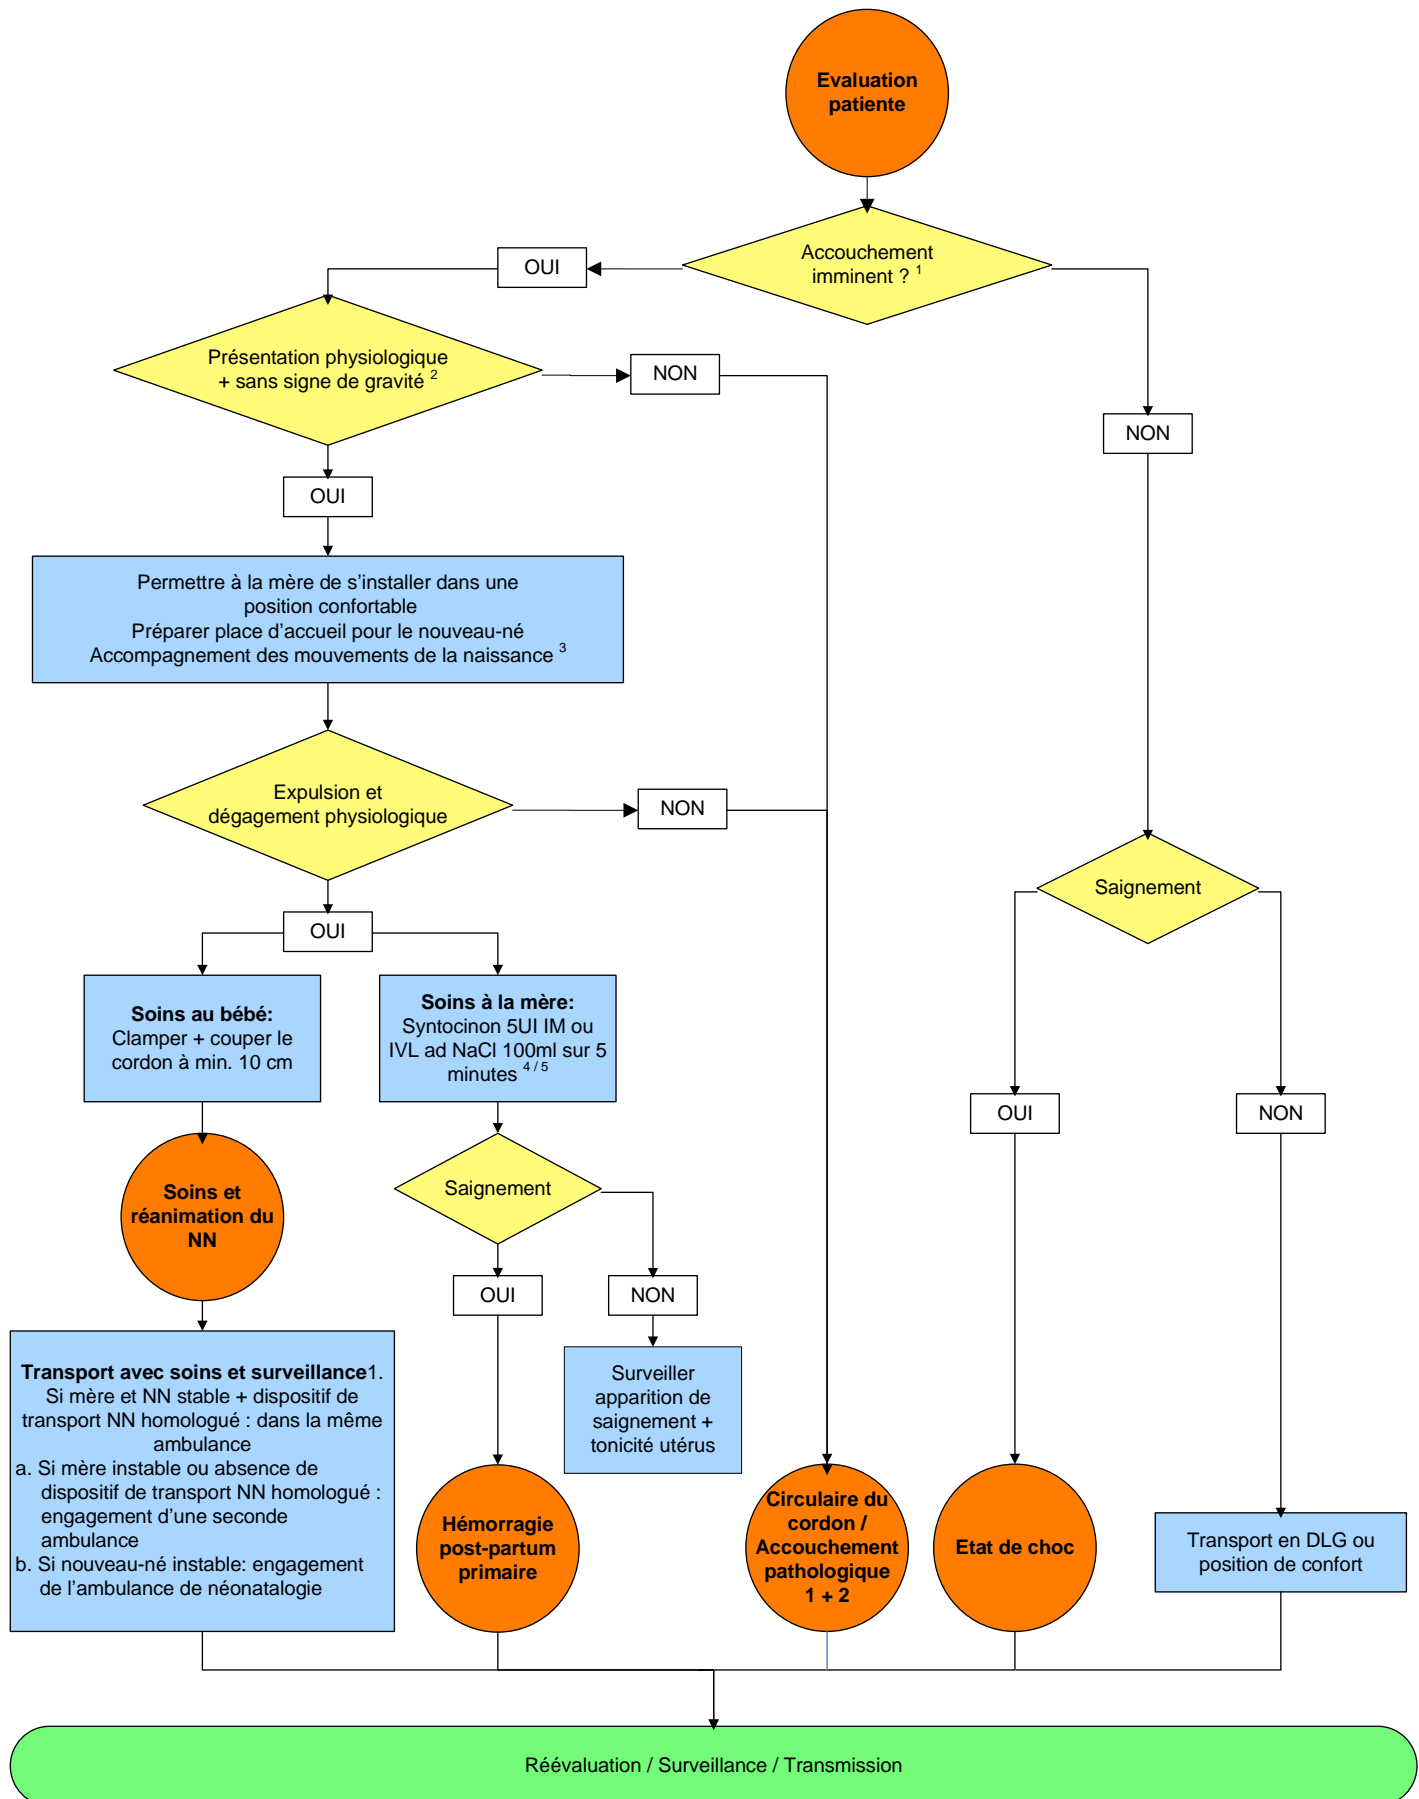 Evaluation
patiente
Accouchement
imminent ? 1
OUI
Présentation physiologique
+ sans signe de gravité 2
NON
NON
OUI
Permettre à la mère de s'installer dans une
position confortable
Préparer place d'accueil pour le nouveau-né
Accompagnement des mouvements de la naissance 3
Expulsion et
dégagement physiologique
NON
Saignement
OUI
Soins au bébé:
Clamper + couper le
cordon à min. 10 cm
Soins à la mère:
Syntocinon 5UI IM ou
IVL ad NaCl 100ml sur 5
minutes 4 / 5
OUI
NON
Soins et
réanimation du
NN
Saignement
OUI
NON
Transport avec soins et surveillance1.
Si mère et NN stable + dispositif de
transport NN homologué : dans la même
ambulance
a. Si mère instable ou absence de
dispositif de transport NN homologué :
engagement d'une seconde
ambulance
b. Si nouveau-né instable: engagement
de l'ambulance de néonatalogie
Surveiller
apparition de
saignement +
tonicité utérus
Hémorragie
post-partum
primaire
Circulaire du
cordon /
Accouchement
pathologique
1 + 2
Etat de choc
Transport en DLG ou
position de confort
Réévaluation / Surveillance / Transmission